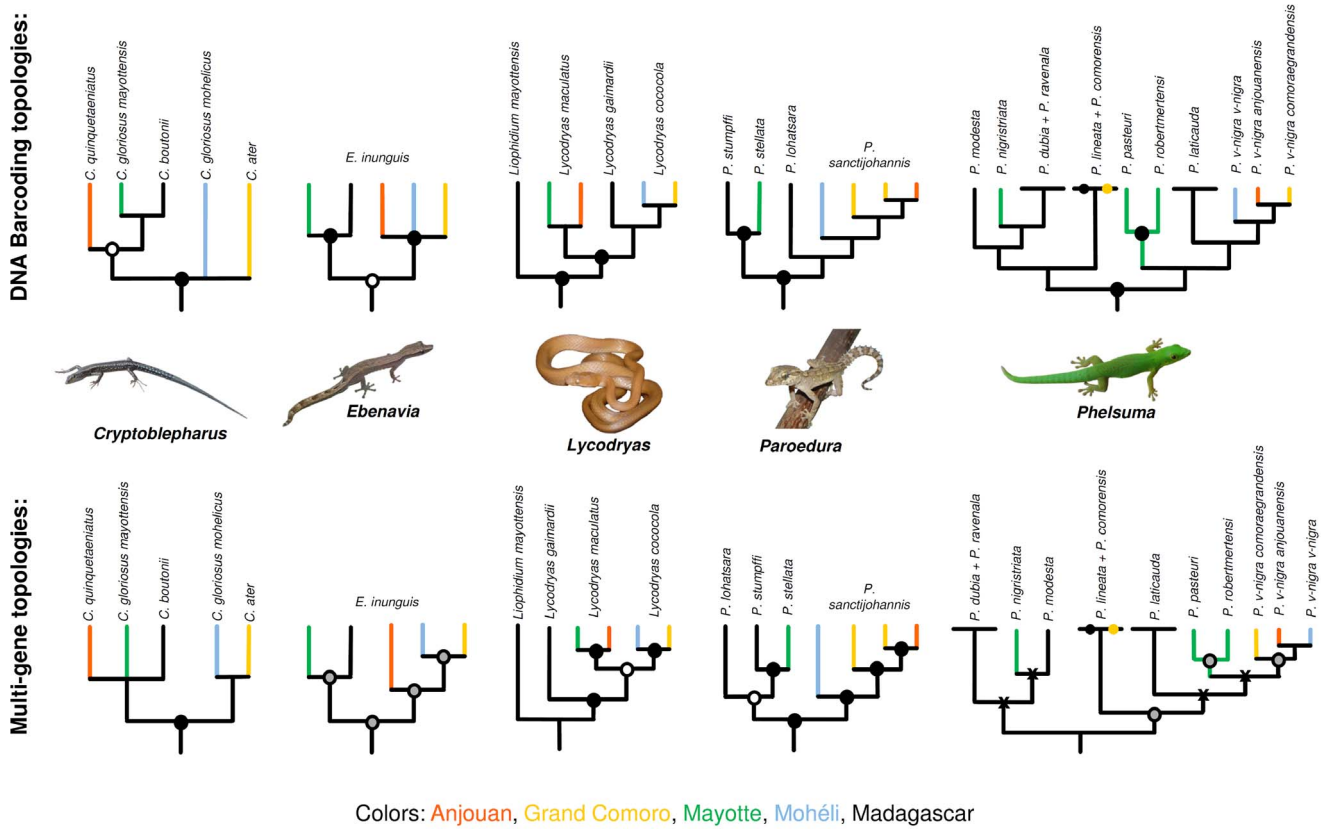 DNA Barcoding topologies:
C. quinquetaeniatus
C. gloriosus mayottensis
C. boutonii
C. gloriosus mohelicus
C. ater
E. inunguis
Liophidium mayottensis
Lycodryas maculatus
Lycodryas gaimardii
Lycodryas cococola
P. stumpffi
P. stellata
P. lohatsara
P.
sanctijohannis
P. modesta
P. nigristriata
P. dubia + P. ravenala
P. lineata + P. comorensis
P. pasteuri
P. robertmertensi
P. laticauda
P. v-nigra v-nigra
P. v-nigra anjouanensis
P. v-nigra comoraegrandensis
Cryptoblepharus
Ebenavia
Lycodryas
Paroedura
Phelsuma
Multi-gene topologies:
C. quinquetaeniatus
C. gloriosus mayottensis
C. boutonii
C. gloriosus mohelicus
C. ater
E. inunguis
Liophidium mayottensis
Lycodryas gaimardii
Lycodryas maculatus
Lycodryas cococola
P. lohatsara
P. stumpffi
P. stellata
P.
sanctijohannis
P. dubia + P. ravenala
P. nigristriata
P. modesta
P. lineata + P. comorensis
P. laticauda
P. pasteuri
P. robertmertensi
P. v-nigra comoraegrandensis
P. v-nigra anjouanensis
P. v-nigra v-nigra
Colors: Anjouan, Grand Comoro, Mayotte, Mohéli, Madagascar